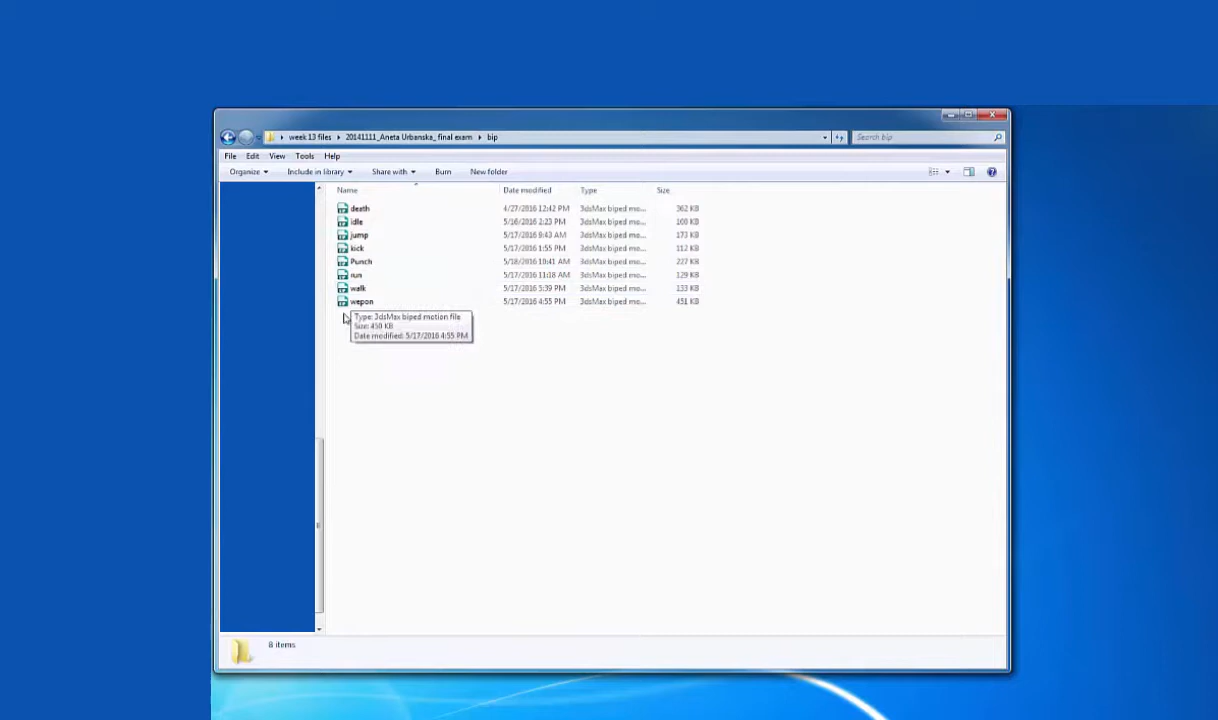 week 13 files ▸ 20141111_Aneta Urbanska_ final exam ▸ bip Search bip
File Edit View Tools Help
Organize Include in library Share with Burn New folder
Name Date modified Type Size
death 4/27/2016 12:42 PM 3dsMax biped mo... 362 KB
idle 5/16/2016 2:23 PM 3dsMax biped mo... KB
jump 5/17/2016 9:43 AM 3dsMax biped mo... 173 KB
kick 5/17/2016 1:55 PM 3dsMax biped mo... 112 KB
Punch 5/18/2016 10:41 AM 3dsMax biped mo... 227 KB
run 5/17/2016 11:18 AM 3dsMax biped mo... 129 KB
walk 5/17/2016 5:39 PM 3dsMax biped mo... 133 KB
wepon 5/17/2016 4:55 PM 3dsMax biped mo... 451 KB
Type: 3dsMax biped motion file
Size: 450 KB
Date modified: 5/17/2016 4:55 PM
8 items